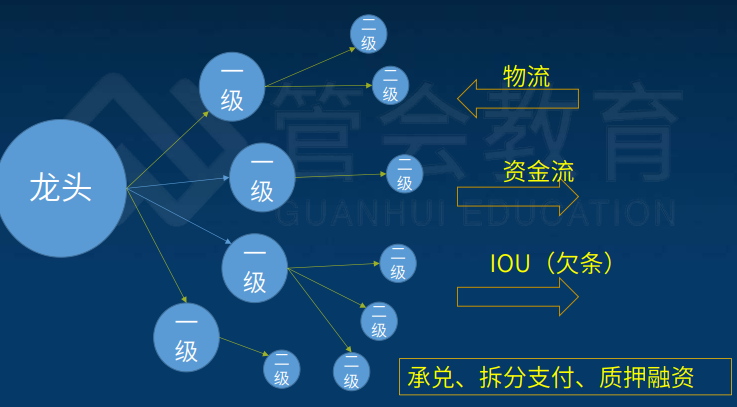 龙头
一级
一级
一级
一级
二级
二级
二级
二级
二级
二级
二级
物流
资金流
IOU（欠条）
承兑、拆分支付、质押融资
管会教育
GUANHUI EDUCATION